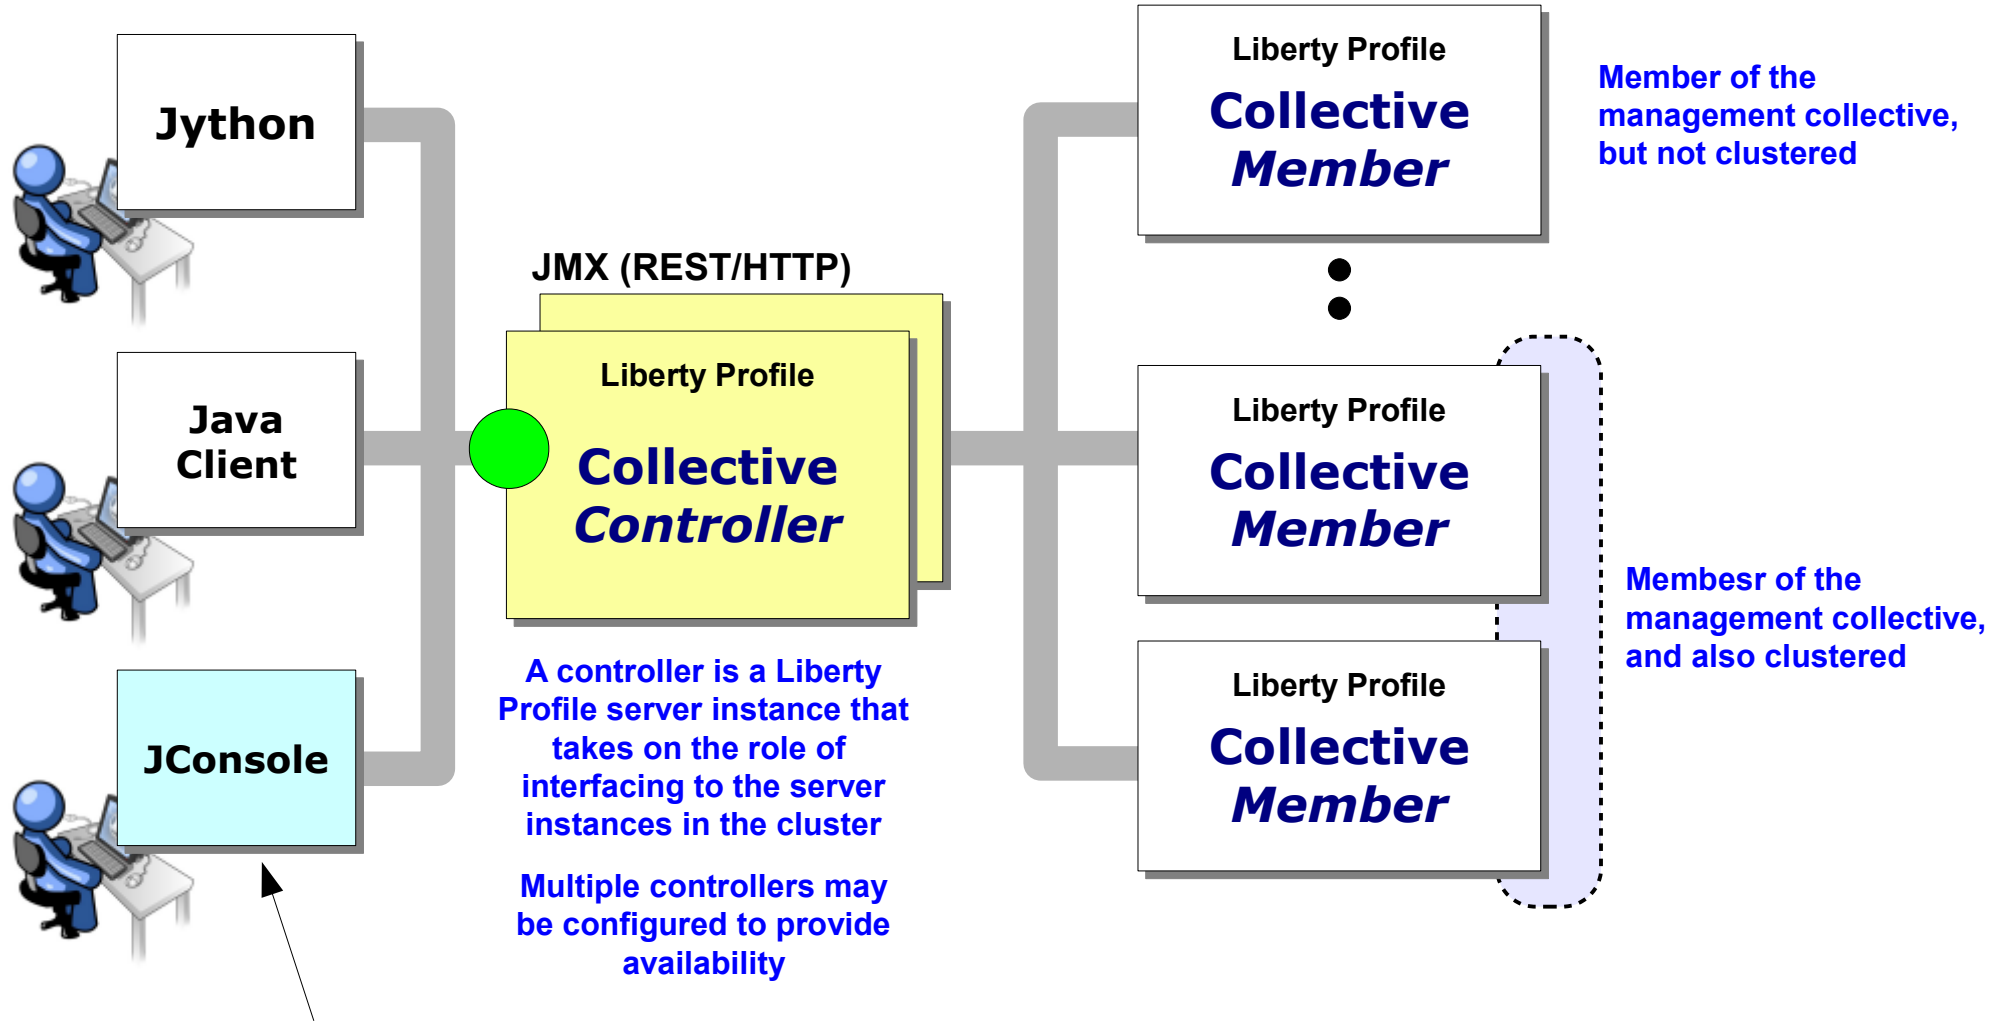 Jython
Java
Client
JConsole
JMX (REST/HTTP)
Liberty Profile
Collective
Controller
A controller is a Liberty
Profile server instance that
takes on the role of
interfacing to the server
instances in the cluster
Multiple controllers may
be configured to provide
availability
Liberty Profile
Collective
Member
Member of the
management collective,
but not clustered
Liberty Profile
Collective
Member
Liberty Profile
Collective
Member
Membesr of the
management collective,
and also clustered